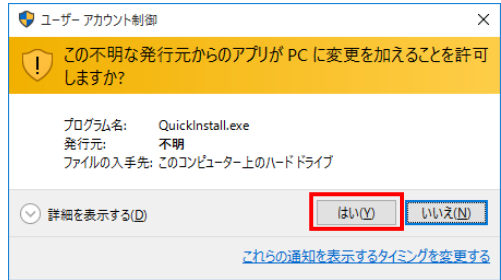 ユーザー アカウント制御
この不明な発行元からのアプリが PC に変更を加えることを許可
しますか?
プログラム名: QuickInstall.exe
発行元: 不明
ファイルの入手先: このコンピューター上のハード ドライブ
詳細を表示する(D) はい(Y) いいえ(N)
これらの通知を表示するタイミングを変更する